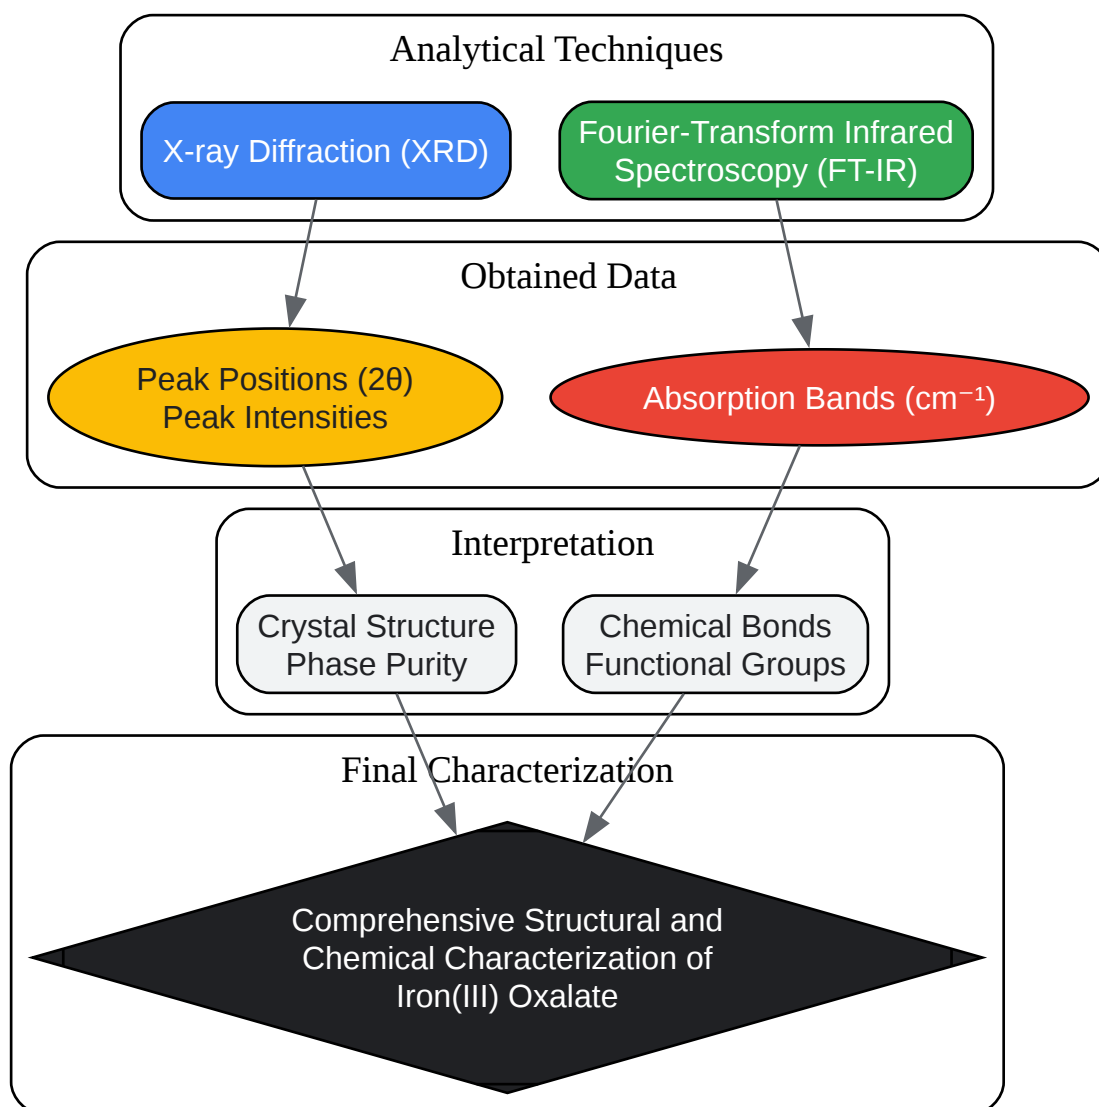 Analytical Techniques
X-ray Diffraction (XRD)
Fourier-Transform Infrared
Spectroscopy (FT-IR)
Obtained Data
Peak Positions (2θ)
Peak Intensities
Absorption Bands (cm⁻¹)
Interpretation
Crystal Structure
Phase Purity
Chemical Bonds
Functional Groups
Final Characterization
Comprehensive Structural and
Chemical Characterization of
Iron(III) Oxalate